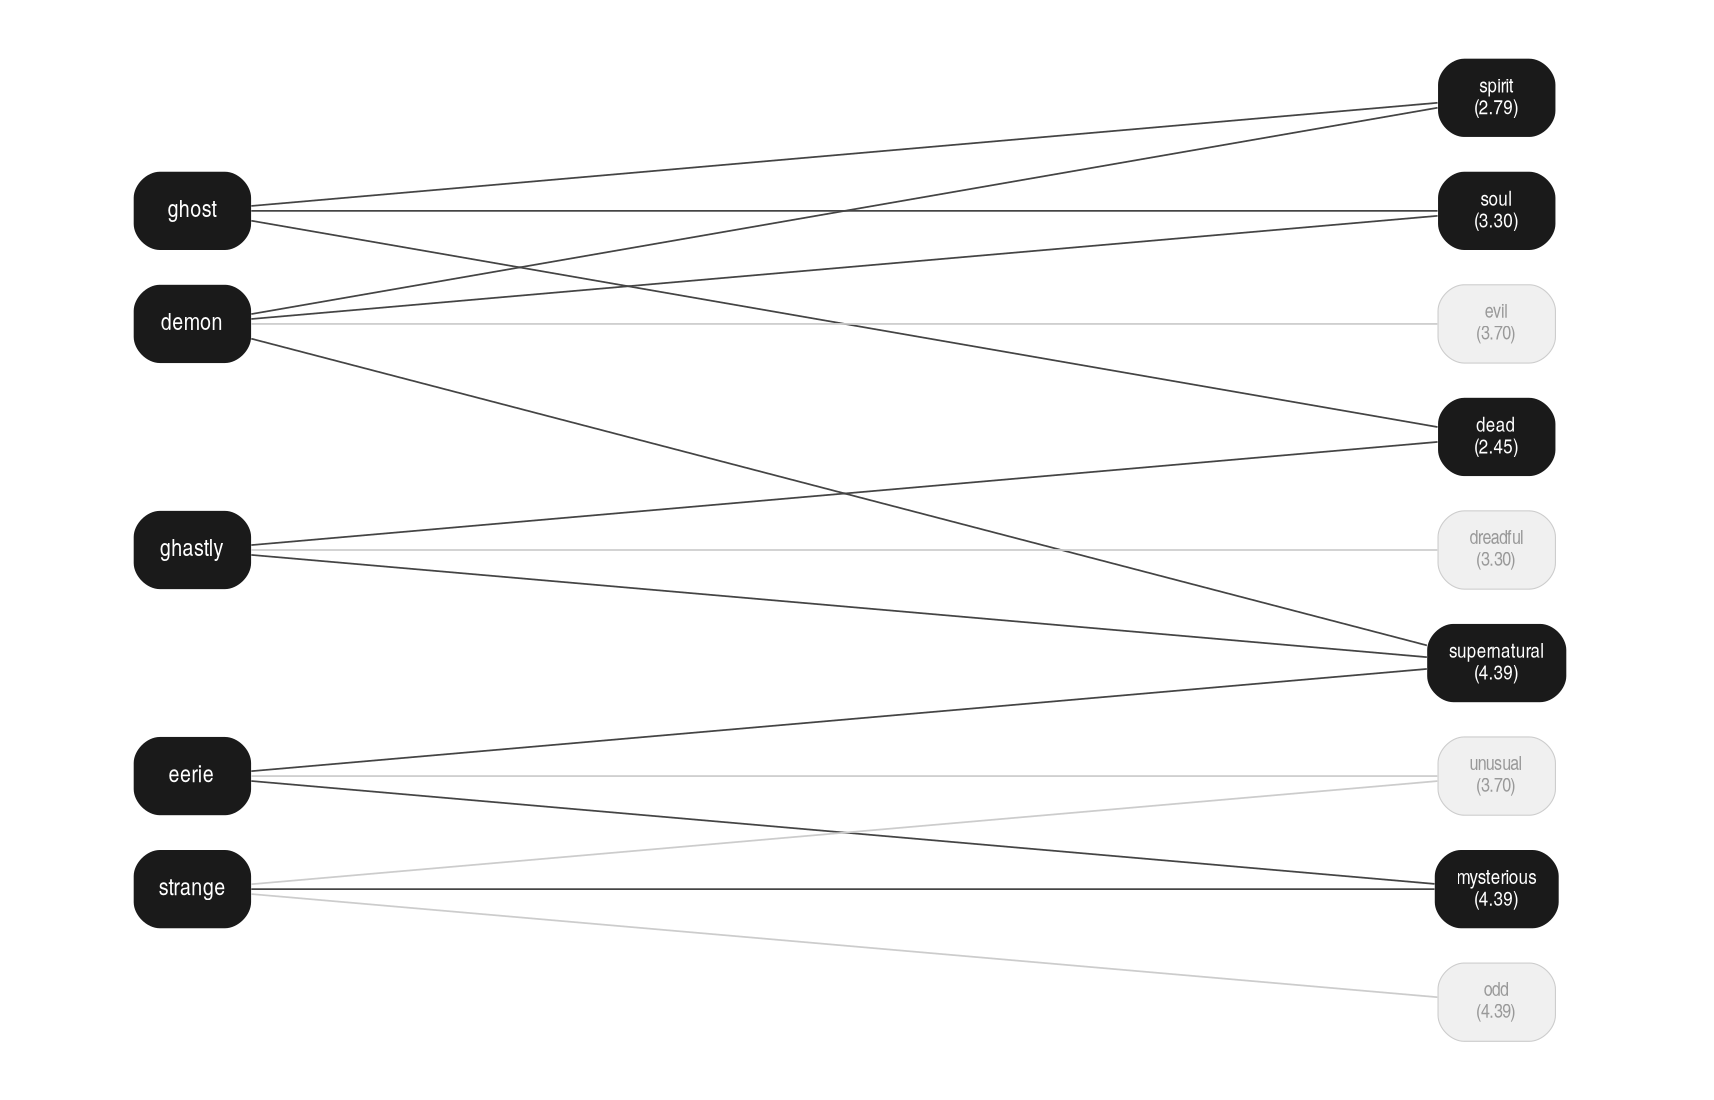 ghost
demon
ghastly
eerie
strange
spirit
(2.79)
soul
(3.30)
evil
(3.70)
dead
(2.45)
dreadful
(3.30)
supernatural
(4.39)
unusual
(3.70)
mysterious
(4.39)
odd
(4.39)